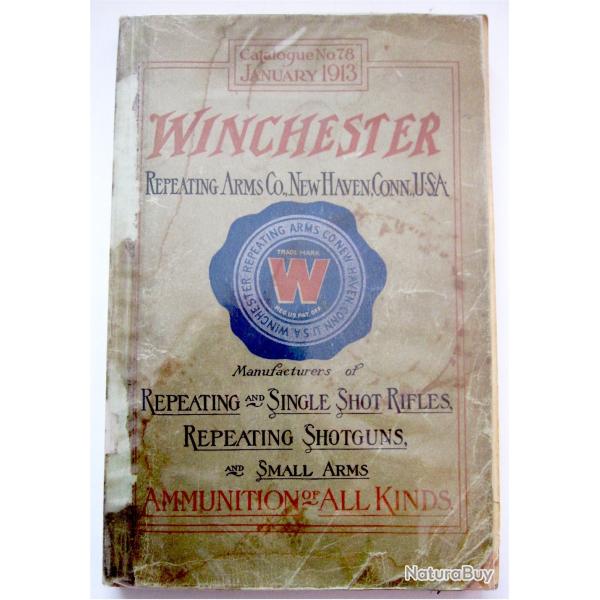 Catalogue No 78
JANUARY 1913
WINCHESTER
REPEATING ARMS CO., NEW HAVEN, CONN., U.S.A.
WINCHESTER REPEATING ARMS CO. NEW HAVEN, CONN. U.S.A.
TRADE MARK
W
REG. US. PAT. OFF.
Manufacturers of
REPEATING AND SINGLE SHOT RIFLES,
REPEATING SHOTGUNS,
AND SMALL ARMS
AMMUNITION OF ALL KINDS.
NaturaBuy